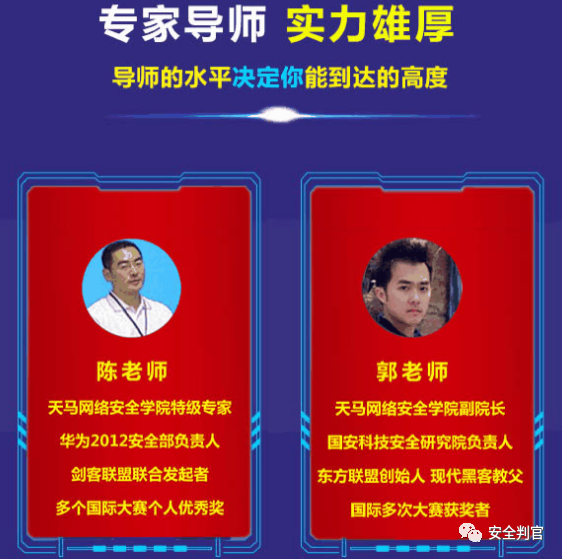 专家导师 实力雄厚
导师的水平决定你能到达的高度
陈老师
天马网络安全学院特级专家
华为2012安全部负责人
剑客联盟联合发起者
多个国际大赛个人优秀奖
郭老师
天马网络安全学院副院长
国安科技安全研究院负责人
东方联盟创始人 现代黑客教父
国际多次大赛获奖者
安全判官